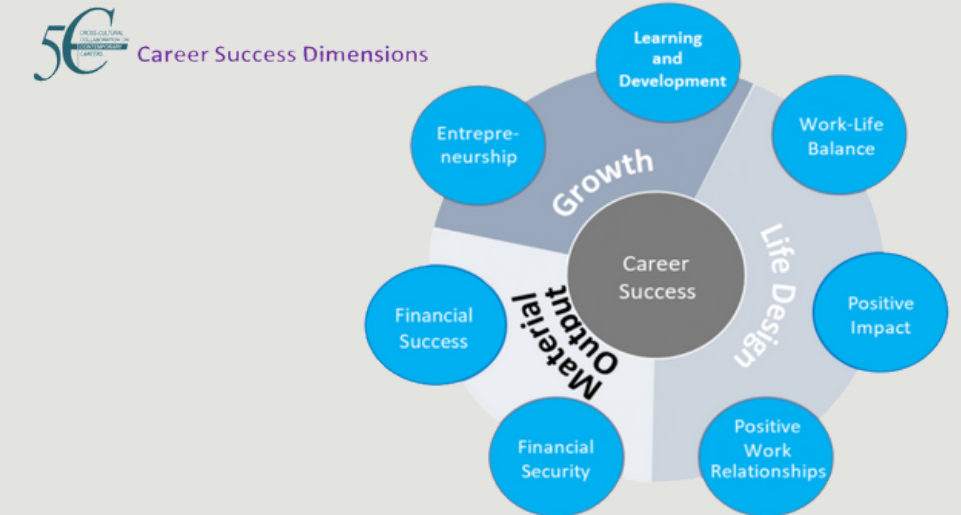 5C
CROSS-CULTURAL
COLLABORATION ON
CONTEMPORARY
CAREERS
Career Success Dimensions
Learning
and
Development
Work-Life
Balance
Entrepre-
neurship
Growth
Life Design
Career
Success
Positive
Impact
Financial
Success
Material
Output
Financial
Security
Positive
Work
Relationships